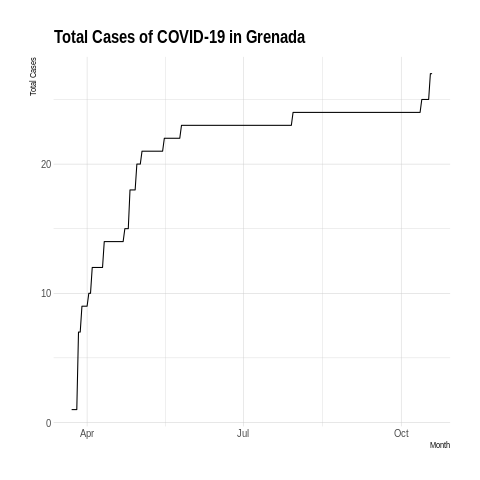 Total Cases of COVID-19 in Grenada
Total Cases
20
10
0
Apr Jul Oct
Month